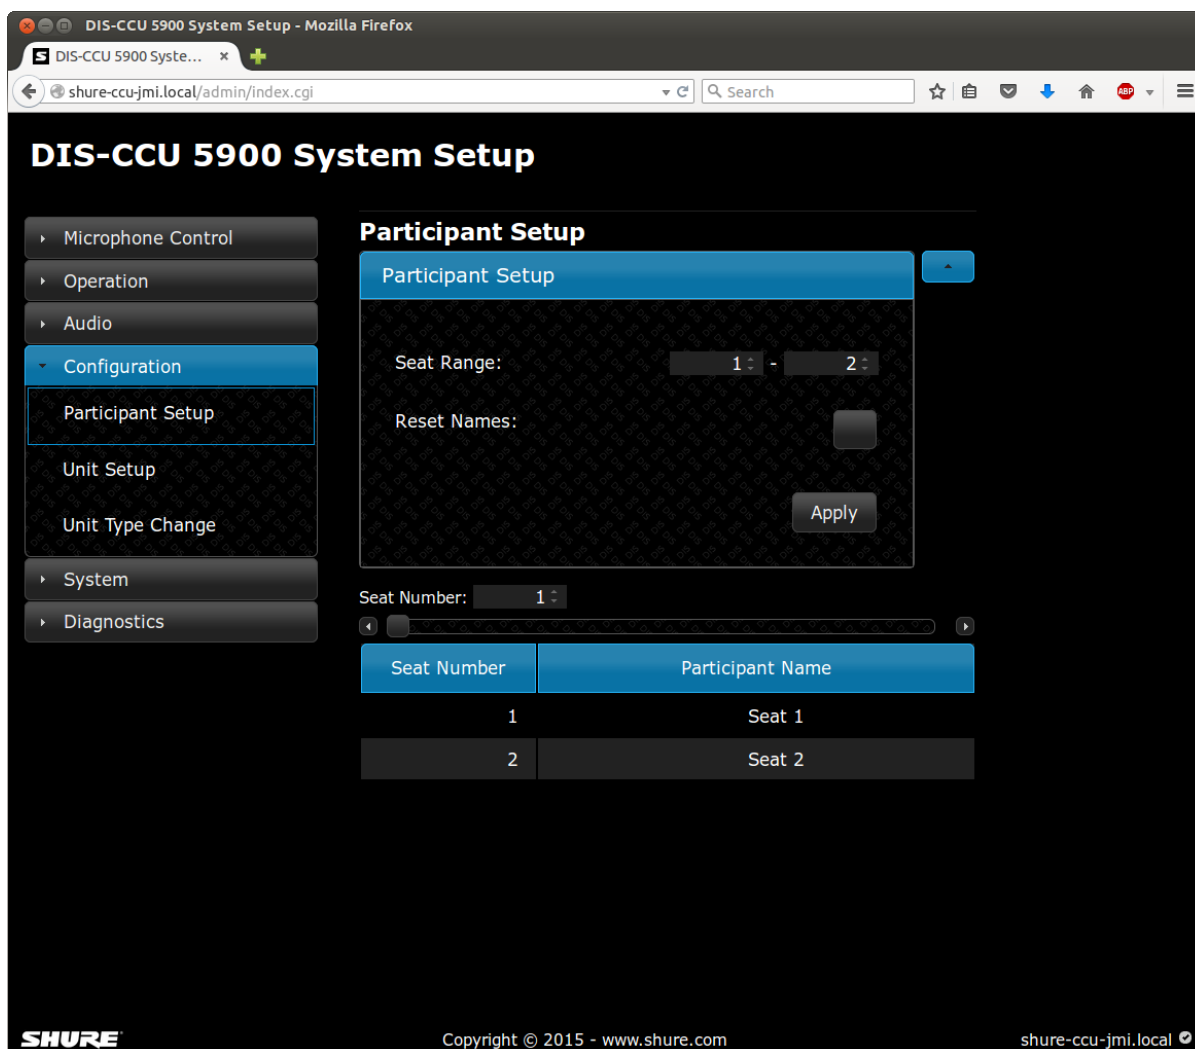 DIS-CCU 5900 System Setup - Mozilla Firefox
DIS-CCU 5900 Syste...
shure-ccu-jmi.local/admin/index.cgi
Search
ABP
DIS-CCU 5900 System Setup
Microphone Control
Operation
Audio
Configuration
Participant Setup
Unit Setup
Unit Type Change
System
Diagnostics
Participant Setup
Participant Setup
Seat Range: 1 - 2
Reset Names:
Apply
Seat Number: 1
Seat Number Participant Name
1 Seat 1
2 Seat 2
SHURE Copyright © 2015 - www.shure.com shure-ccu-jmi.local